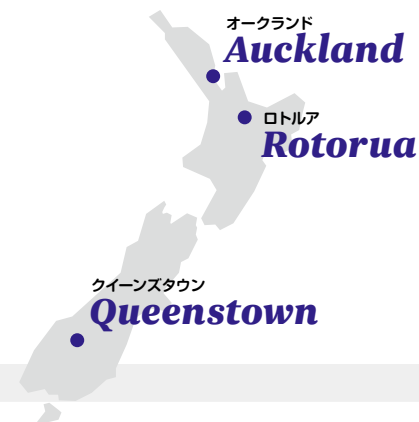 オークランド
Auckland
ロトルア
Rotorua
クイーンズタウン
Queenstown